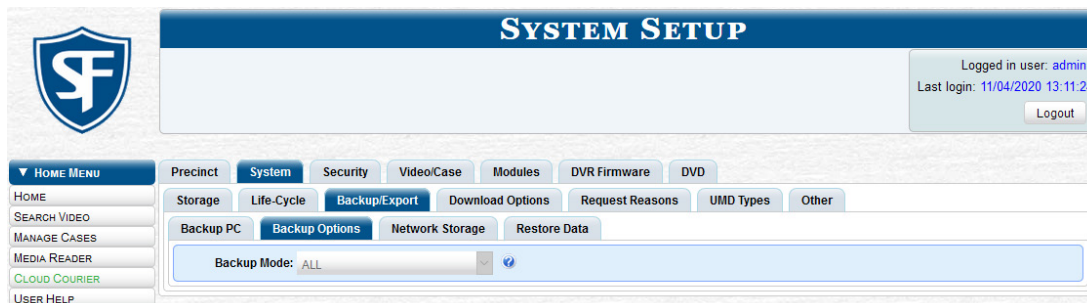 SYSTEM SETUP
SF
Logged in user: admin
Last login: 11/04/2020 13:11:2
Logout
▼ HOME MENU
HOME
SEARCH VIDEO
MANAGE CASES
MEDIA READER
CLOUD COURIER
USER HELP
Precinct System Security Video/Case Modules DVR Firmware DVD
Storage Life-Cycle Backup/Export Download Options Request Reasons UMD Types Other
Backup PC Backup Options Network Storage Restore Data
Backup Mode: ALL ?